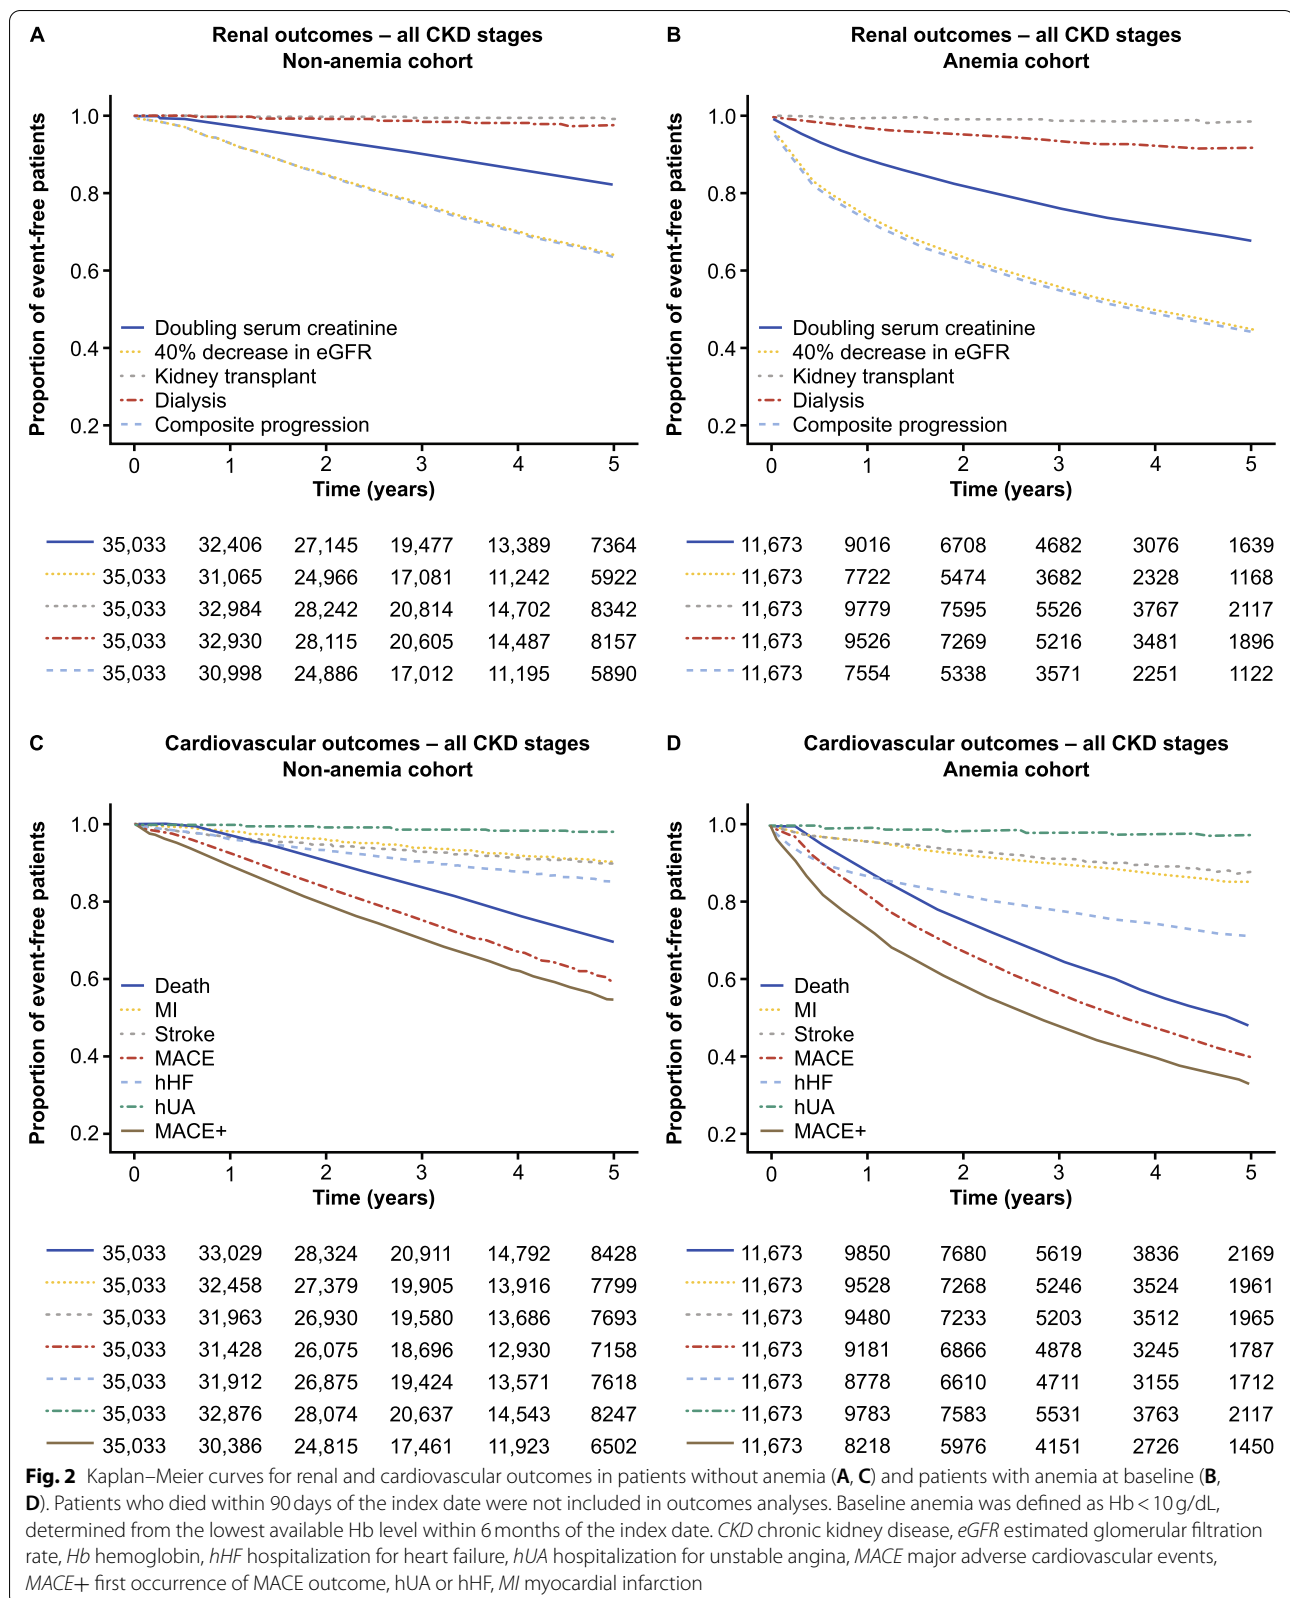 A
Renal outcomes – all CKD stages
Non-anemia cohort
Proportion of event-free patients
1.0
0.8
0.6
0.4
0.2
Doubling serum creatinine
40% decrease in eGFR
Kidney transplant
Dialysis
Composite progression
0 1 2 3 4 5
Time (years)
35,033 32,406 27,145 19,477 13,389 7364
35,033 31,065 24,966 17,081 11,242 5922
35,033 32,984 28,242 20,814 14,702 8342
35,033 32,930 28,115 20,605 14,487 8157
35,033 30,998 24,886 17,012 11,195 5890
B
Renal outcomes – all CKD stages
Anemia cohort
Proportion of event-free patients
1.0
0.8
0.6
0.4
0.2
Doubling serum creatinine
40% decrease in eGFR
Kidney transplant
Dialysis
Composite progression
0 1 2 3 4 5
Time (years)
11,673 9016 6708 4682 3076 1639
11,673 7722 5474 3682 2328 1168
11,673 9779 7595 5526 3767 2117
11,673 9526 7269 5216 3481 1896
11,673 7554 5338 3571 2251 1122
C
Cardiovascular outcomes – all CKD stages
Non-anemia cohort
Proportion of event-free patients
1.0
0.8
0.6
0.4
0.2
Death
MI
Stroke
MACE
hHF
hUA
MACE+
0 1 2 3 4 5
Time (years)
35,033 33,029 28,324 20,911 14,792 8428
35,033 32,458 27,379 19,905 13,916 7799
35,033 31,963 26,930 19,580 13,686 7693
35,033 31,428 26,075 18,696 12,930 7158
35,033 31,912 26,875 19,424 13,571 7618
35,033 32,876 28,074 20,637 14,543 8247
35,033 30,386 24,815 17,461 11,923 6502
D
Cardiovascular outcomes – all CKD stages
Anemia cohort
Proportion of event-free patients
1.0
0.8
0.6
0.4
0.2
Death
MI
Stroke
MACE
hHF
hUA
MACE+
0 1 2 3 4 5
Time (years)
11,673 9850 7680 5619 3836 2169
11,673 9528 7268 5246 3524 1961
11,673 9480 7233 5203 3512 1965
11,673 9181 6866 4878 3245 1787
11,673 8778 6610 4711 3155 1712
11,673 9783 7583 5531 3763 2117
11,673 8218 5976 4151 2726 1450
Fig. 2 Kaplan–Meier curves for renal and cardiovascular outcomes in patients without anemia (A, C) and patients with anemia at baseline (B,
D). Patients who died within 90 days of the index date were not included in outcomes analyses. Baseline anemia was defined as Hb < 10 g/dL,
determined from the lowest available Hb level within 6 months of the index date. CKD chronic kidney disease, eGFR estimated glomerular filtration
rate, Hb hemoglobin, hHF hospitalization for heart failure, hUA hospitalization for unstable angina, MACE major adverse cardiovascular events,
MACE+ first occurrence of MACE outcome, hUA or hHF, MI myocardial infarction